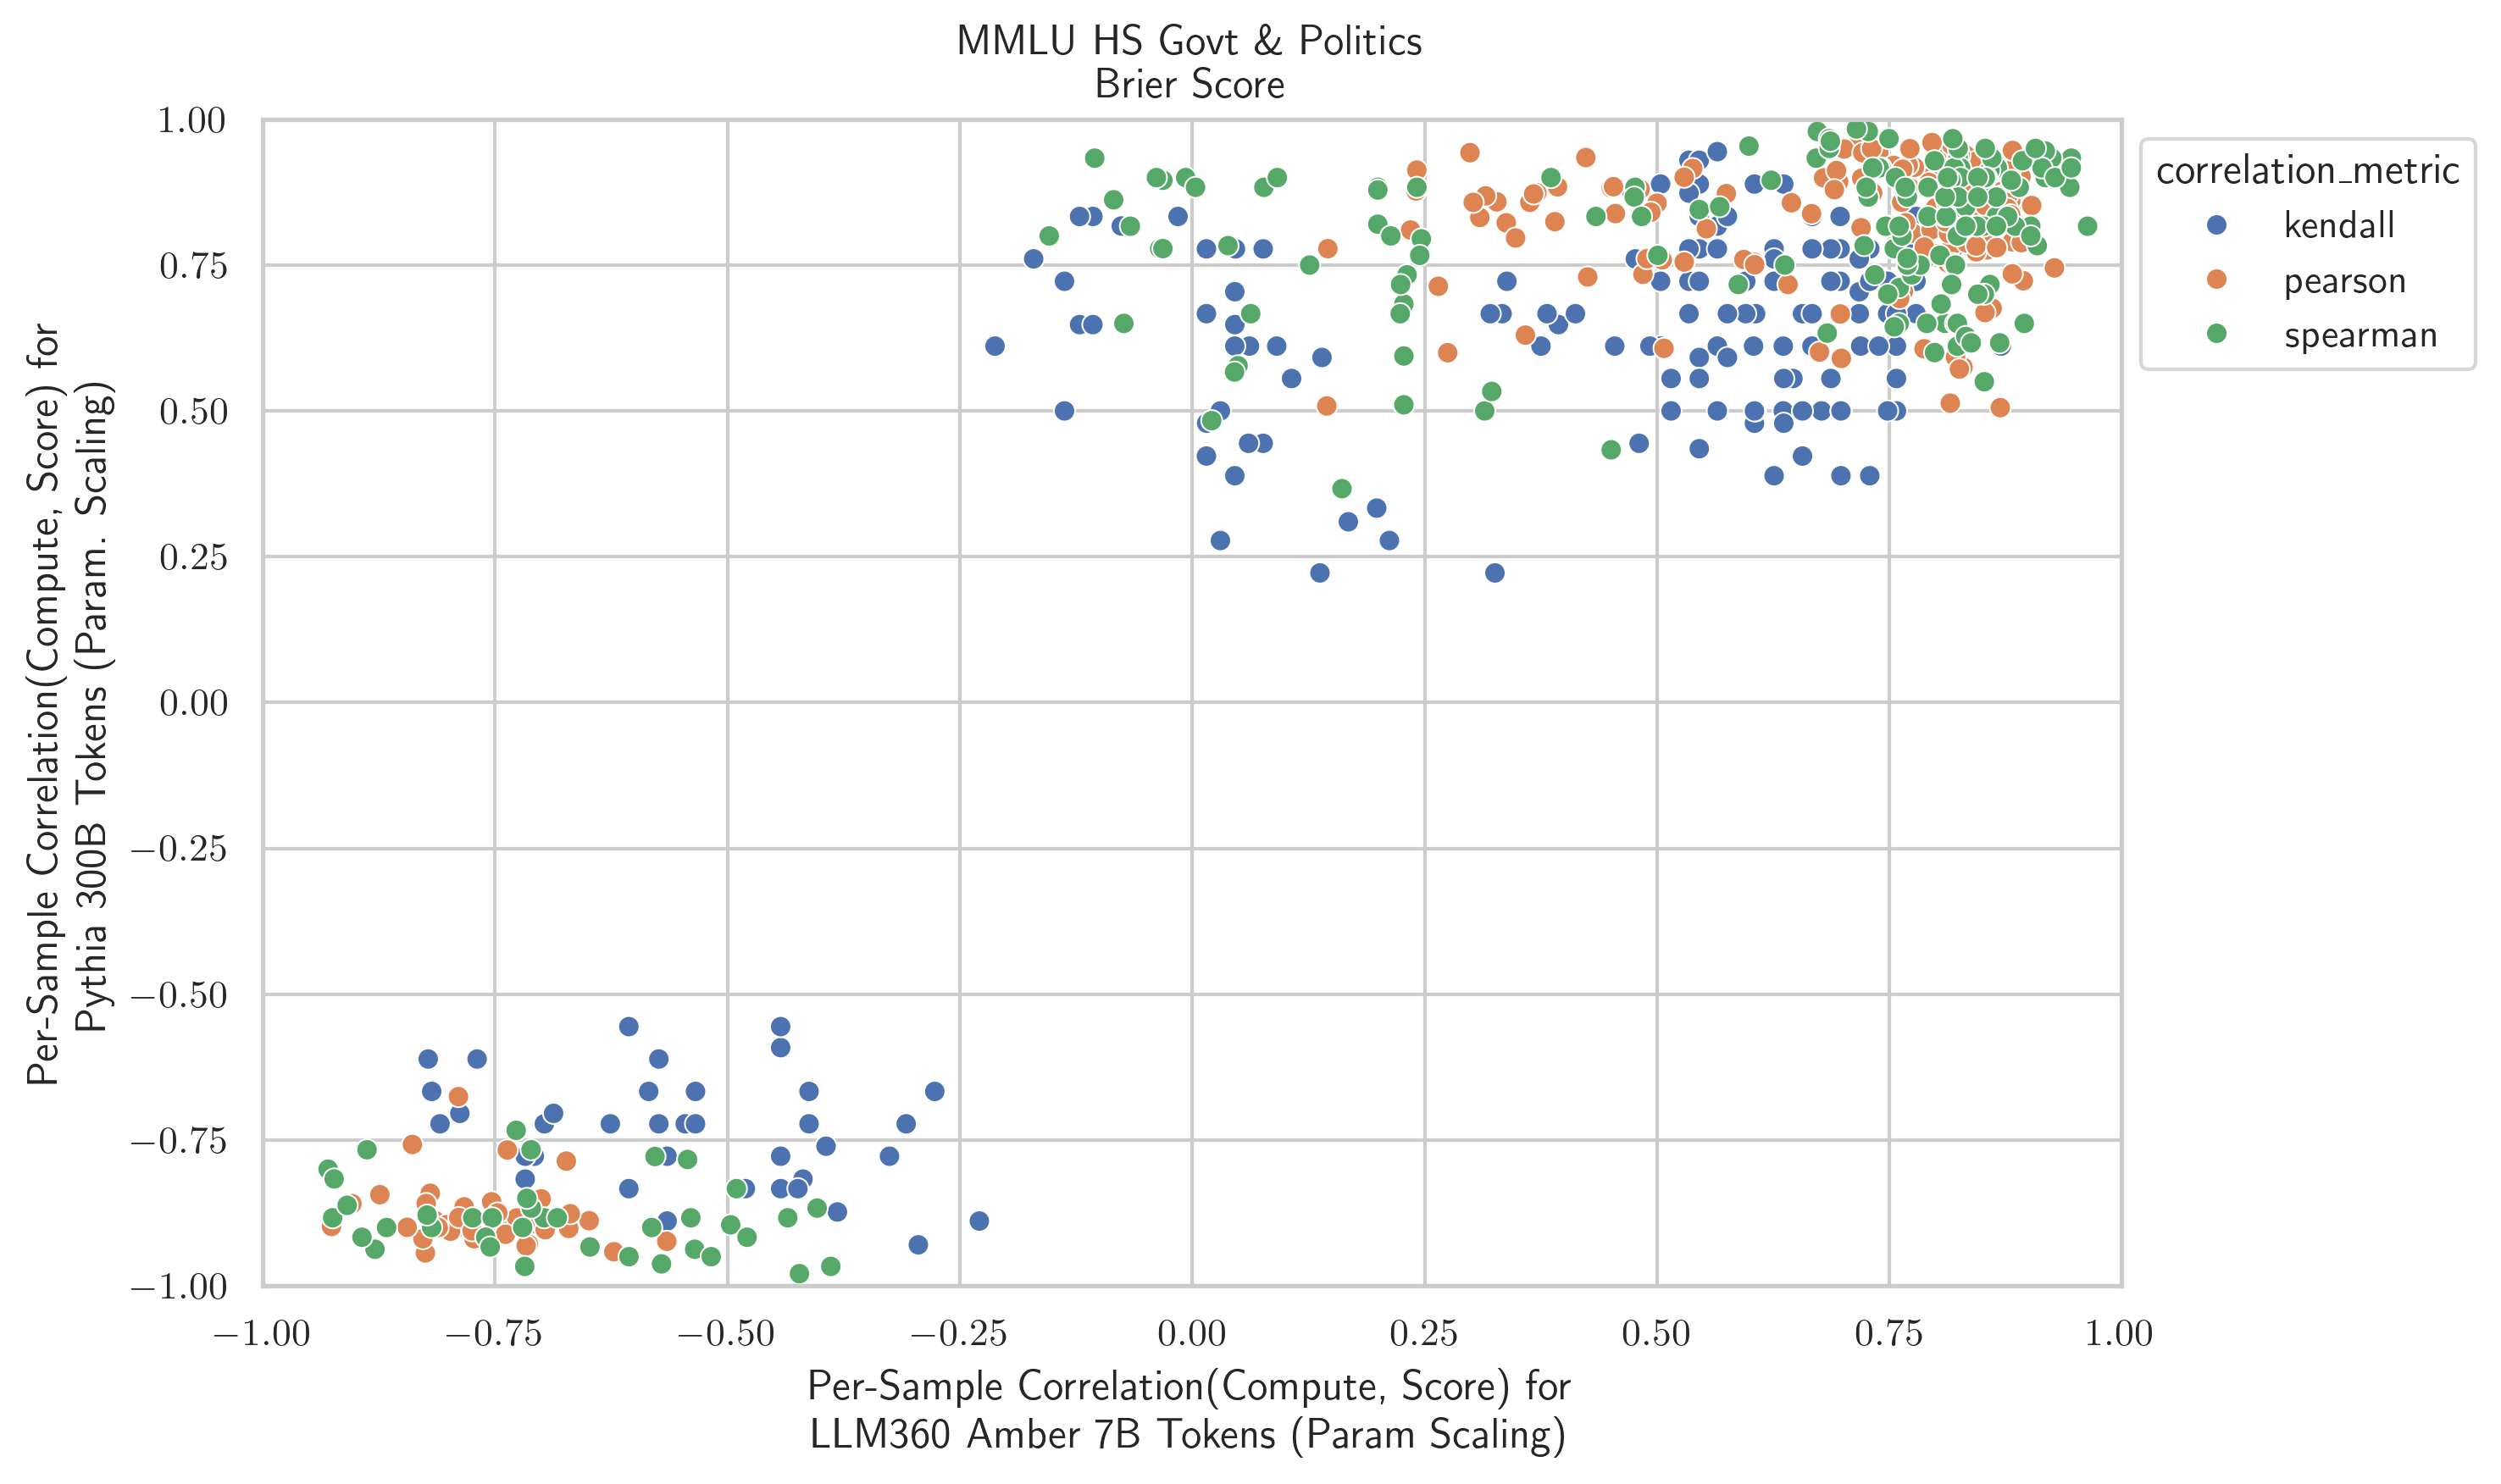 MMLU HS Govt & Politics
Brier Score
Per-Sample Correlation(Compute, Score) for
Pythia 300B Tokens (Param. Scaling)
1.00
0.75
0.50
0.25
0.00
−0.25
−0.50
−0.75
−1.00
−1.00 −0.75 −0.50 −0.25 0.00 0.25 0.50 0.75 1.00
Per-Sample Correlation(Compute, Score) for
LLM360 Amber 7B Tokens (Param Scaling)
correlation_metric
kendall
pearson
spearman